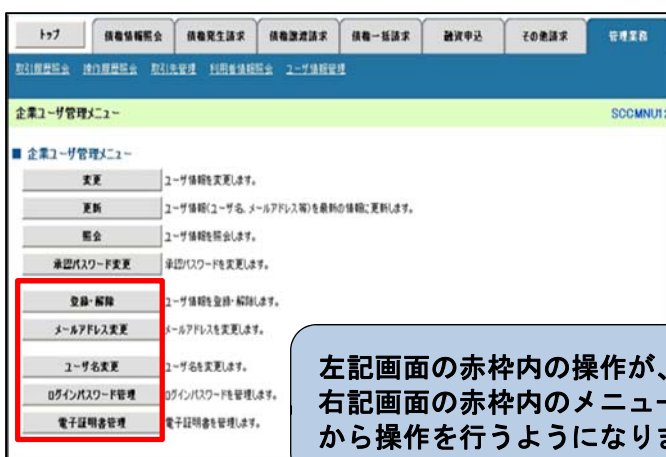 トップ 債権情報照会 債権発生請求 債権譲渡請求 債権一括請求 融資申込 その他請求 管理業務
取引履歴照会 操作履歴照会 取引先管理 利用者情報照会 ユーザ情報管理
企業ユーザ管理メニュー SCCMNU1
■ 企業ユーザ管理メニュー
変更 ユーザ情報を変更します。
更新 ユーザ情報(ユーザ名、メールアドレス等)を最新の情報に更新します。
照会 ユーザ情報を照会します。
承認パスワード変更 承認パスワードを変更します。
登録・解除 ユーザ情報を登録・解除します。
メールアドレス変更 メールアドレスを変更します。
ユーザ名変更 ユーザ名を変更します。
ログインパスワード管理 ログインパスワードを管理します。
電子証明書管理 電子証明書を管理します。
左記画面の赤枠内の操作が、
右記画面の赤枠内のメニュー
から操作を行うようになりま